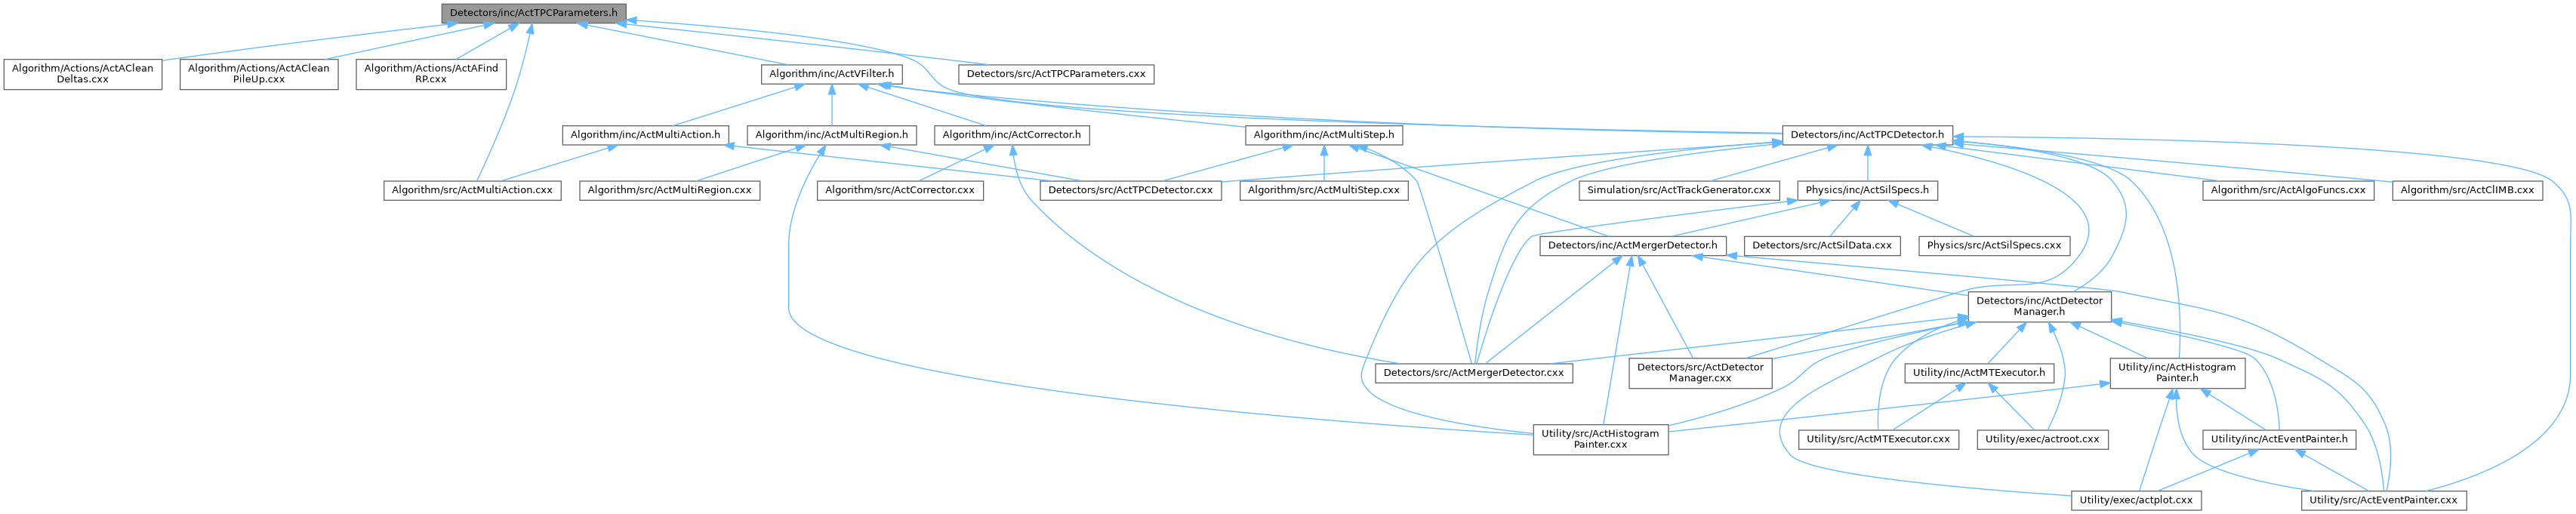 Detectors/inc/ActTPCParameters.h
Algorithm/Actions/ActAClean
Deltas.cxx
Algorithm/Actions/ActAClean
PileUp.cxx
Algorithm/Actions/ActAFind
RP.cxx
Algorithm/inc/ActVFilter.h
Detectors/src/ActTPCParameters.cxx
Algorithm/inc/ActMultiAction.h
Algorithm/inc/ActMultiRegion.h
Algorithm/inc/ActCorrector.h
Algorithm/inc/ActMultiStep.h
Detectors/inc/ActTPCDetector.h
Algorithm/src/ActMultiAction.cxx
Algorithm/src/ActMultiRegion.cxx
Algorithm/src/ActCorrector.cxx
Detectors/src/ActTPCDetector.cxx
Algorithm/src/ActMultiStep.cxx
Simulation/src/ActTrackGenerator.cxx
Physics/inc/ActSilSpecs.h
Algorithm/src/ActAlgoFuncs.cxx
Algorithm/src/ActClIMB.cxx
Detectors/inc/ActMergerDetector.h
Detectors/src/ActSilData.cxx
Physics/src/ActSilSpecs.cxx
Detectors/inc/ActDetector
Manager.h
Detectors/src/ActMergerDetector.cxx
Detectors/src/ActDetector
Manager.cxx
Utility/inc/ActMTExecutor.h
Utility/inc/ActHistogram
Painter.h
Utility/src/ActHistogram
Painter.cxx
Utility/src/ActMTExecutor.cxx
Utility/exec/actroot.cxx
Utility/inc/ActEventPainter.h
Utility/exec/actplot.cxx
Utility/src/ActEventPainter.cxx